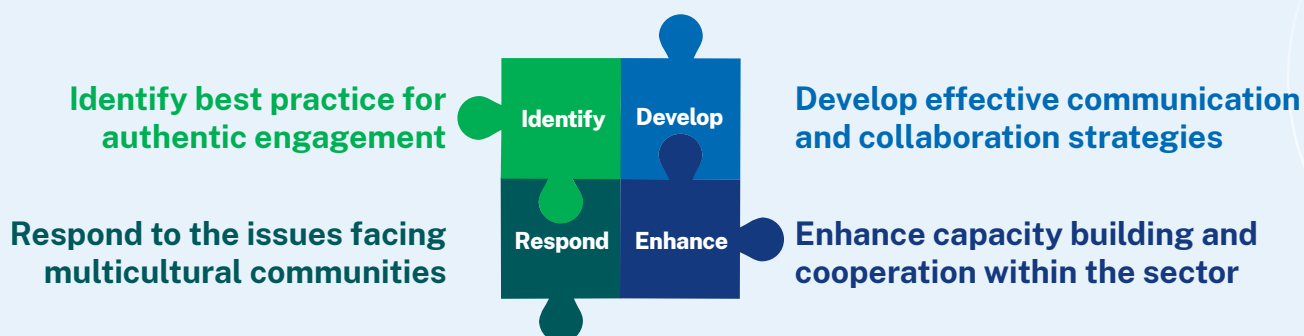 Identify best practice for
authentic engagement
Identify
Develop
Develop effective communication
and collaboration strategies
Respond to the issues facing
multicultural communities
Respond
Enhance
Enhance capacity building and
cooperation within the sector